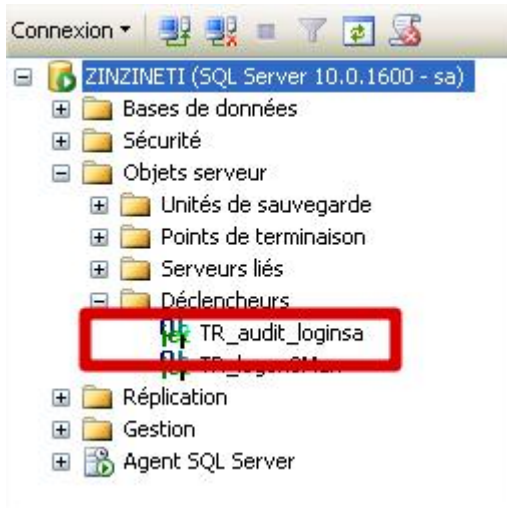 Connexion
ZINZINETI (SQL Server 10.0.1600 - sa)
Bases de données
Sécurité
Objets serveur
Unités de sauvegarde
Points de terminaison
Serveurs liés
Déclencheurs
TR_audit_loginsa
Réplication
Gestion
Agent SQL Server